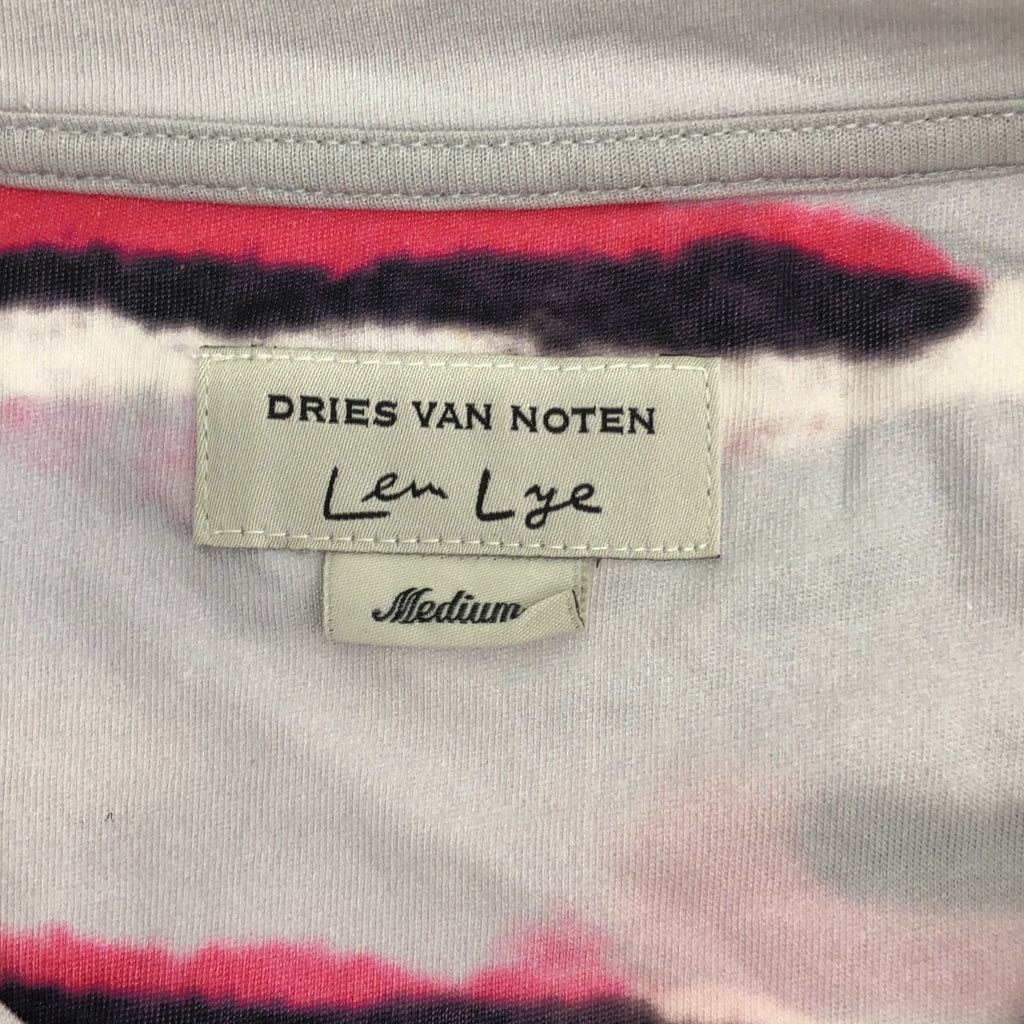 DRIES VAN NOTEN
Len Lye
Medium